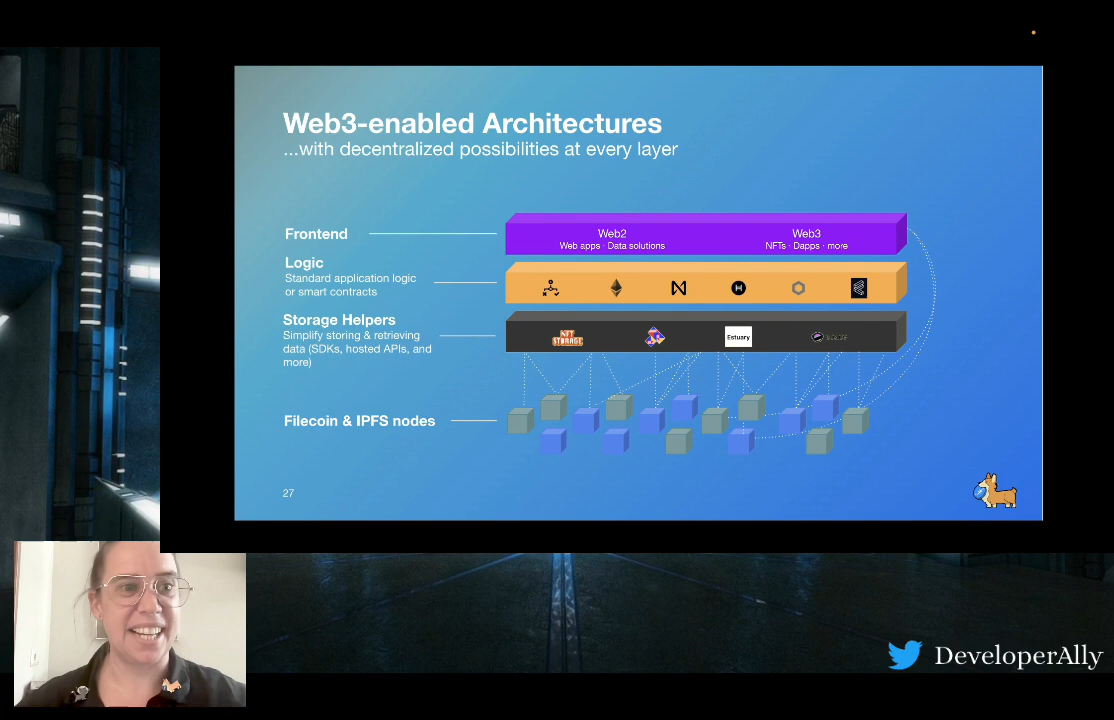 Web3-enabled Architectures
...with decentralized possibilities at every layer
Frontend
Web2
Web apps · Data solutions
Web3
NFTs · Dapps · more
Logic
Standard application logic
or smart contracts
Storage Helpers
Simplify storing & retrieving
data (SDKs, hosted APIs, and
more)
NFT
STORAGE
Estuary
Filecoin & IPFS nodes
27
DeveloperAlly